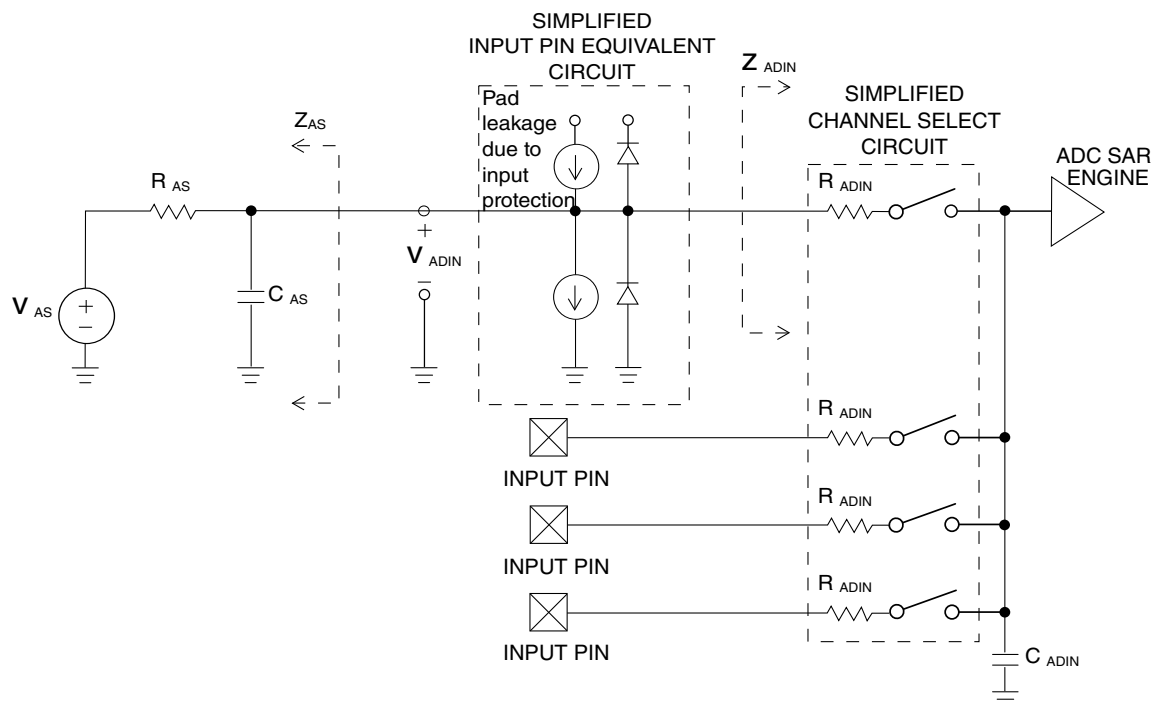 SIMPLIFIED
INPUT PIN EQUIVALENT
CIRCUIT
Pad
leakage
due to
input
protection
Z ADIN
SIMPLIFIED
CHANNEL SELECT
CIRCUIT
ADC SAR
ENGINE
ZAS
R AS
R ADIN
+
V ADIN
–
C AS
V AS
+
–
R ADIN
INPUT PIN
R ADIN
INPUT PIN
R ADIN
INPUT PIN
C ADIN